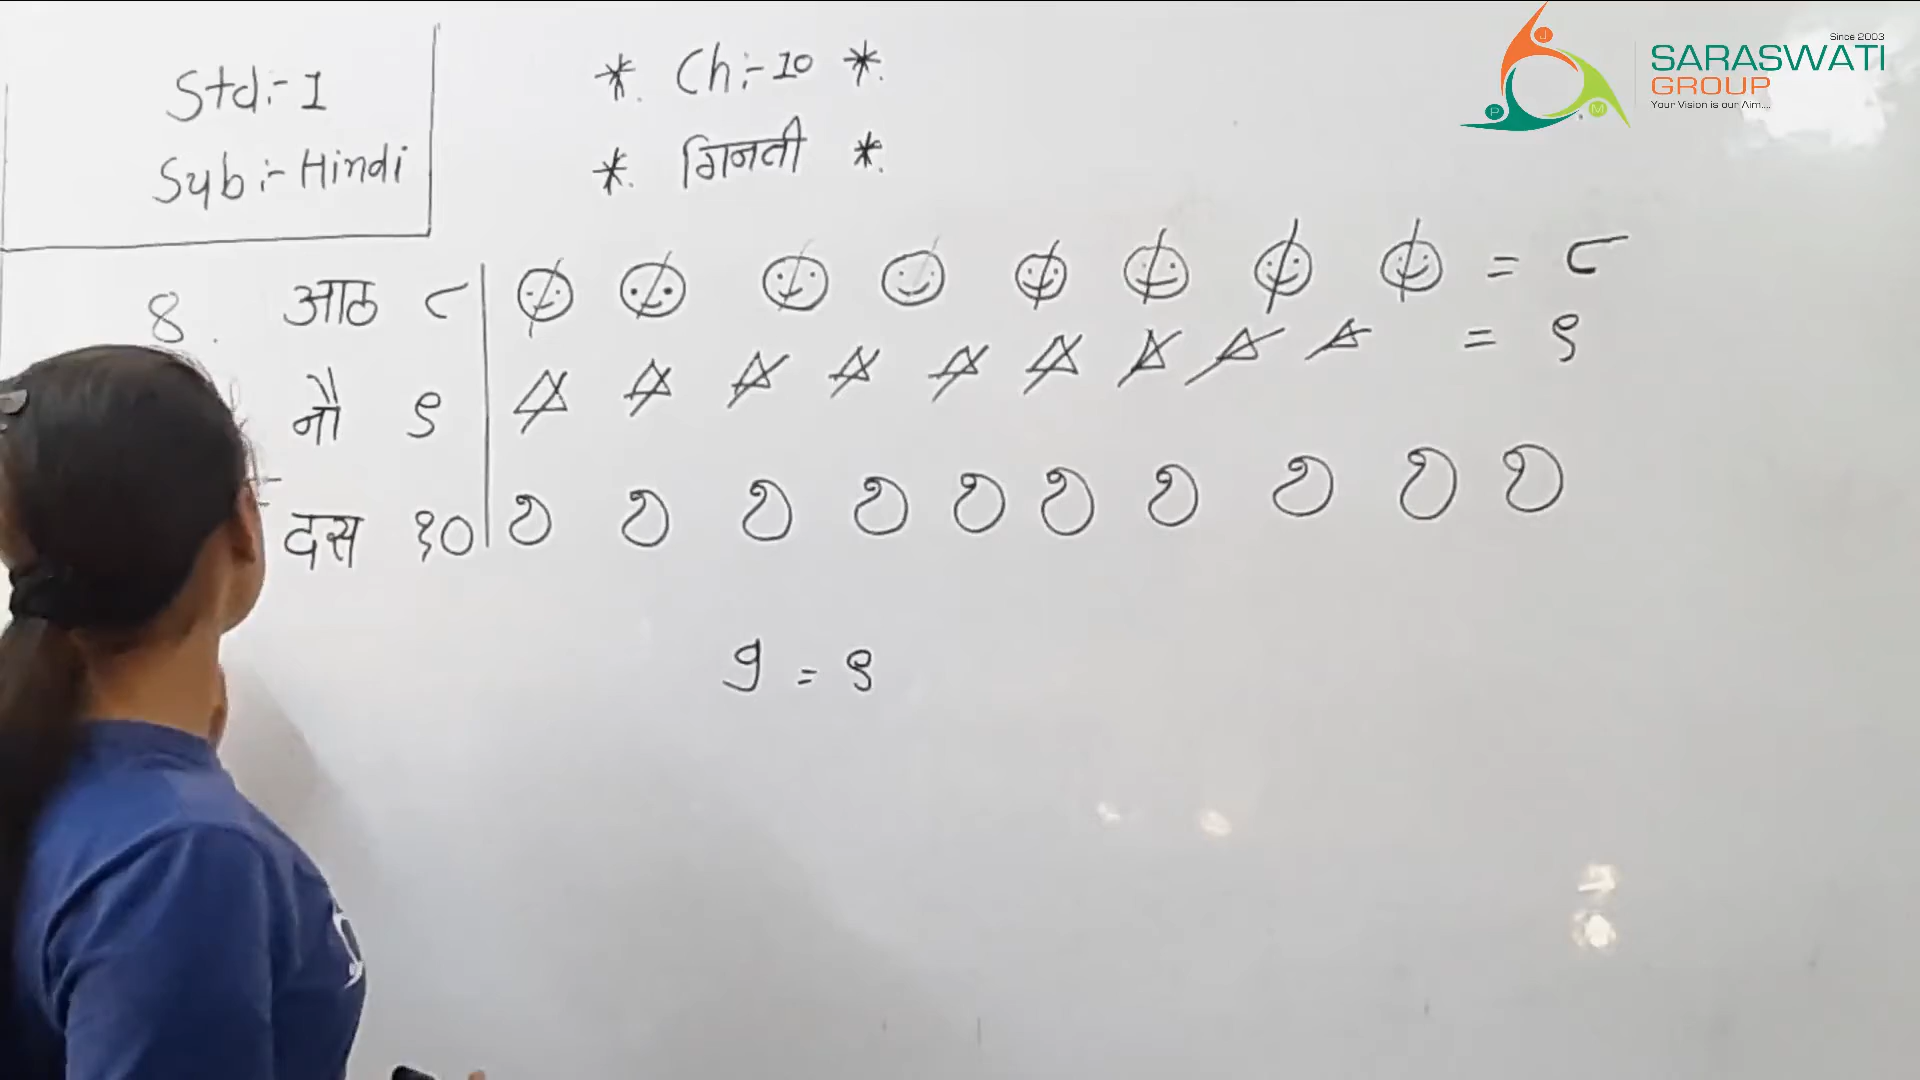 Std:- 1
Sub:- Hindi
*. Ch:- 10 *.
*. गिनती *.
8. आठ ८ = ८
नौ ९ = ९
दस १०
9 = ९
Since 2003
SARASWATI
GROUP
Your Vision is our Aim....
J
P
M